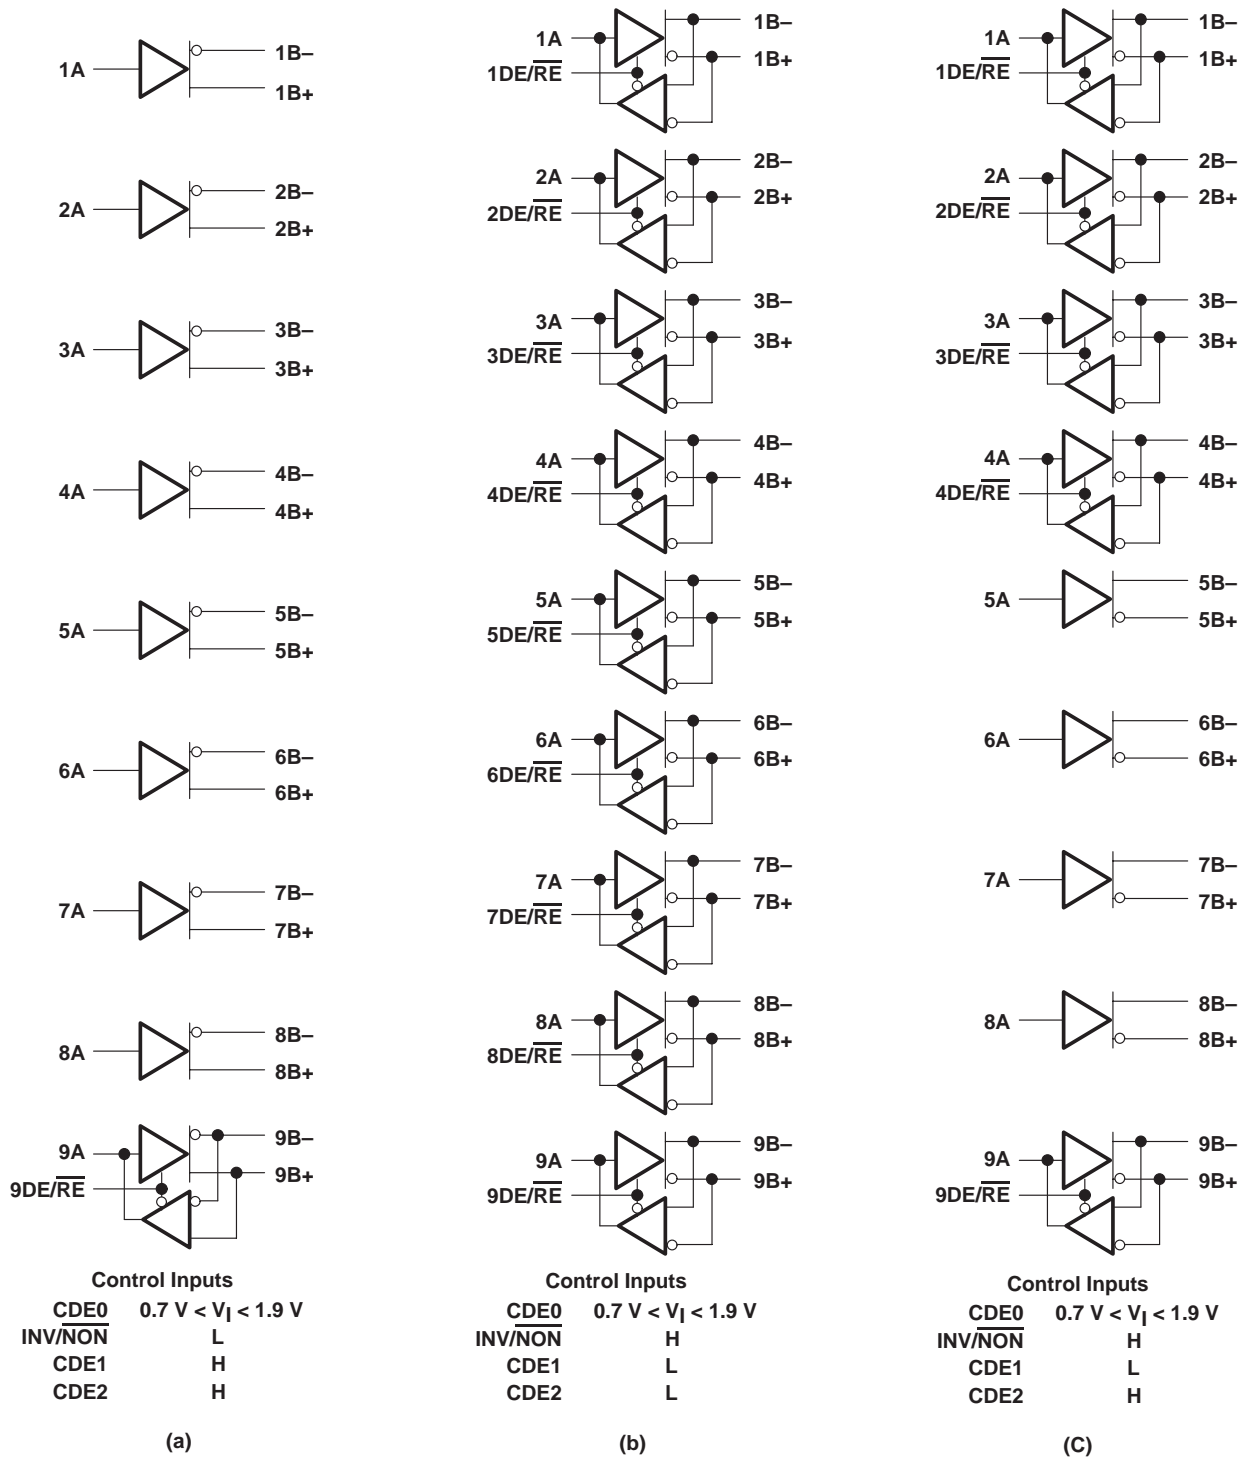 1A
1B–
1B+
2A
2B–
2B+
3A
3B–
3B+
4A
4B–
4B+
5A
5B–
5B+
6A
6B–
6B+
7A
7B–
7B+
8A
8B–
8B+
9A
9B–
9B+
9DE/RE
Control Inputs
CDE0 0.7 V < VI < 1.9 V
INV/NON L
CDE1 H
CDE2 H
(a)
1A
1B–
1B+
1DE/RE
2A
2B–
2B+
2DE/RE
3A
3B–
3B+
3DE/RE
4A
4B–
4B+
4DE/RE
5A
5B–
5B+
5DE/RE
6A
6B–
6B+
6DE/RE
7A
7B–
7B+
7DE/RE
8A
8B–
8B+
8DE/RE
9A
9B–
9B+
9DE/RE
Control Inputs
CDE0 0.7 V < VI < 1.9 V
INV/NON H
CDE1 L
CDE2 L
(b)
1A
1B–
1B+
1DE/RE
2A
2B–
2B+
2DE/RE
3A
3B–
3B+
3DE/RE
4A
4B–
4B+
4DE/RE
5A
5B–
5B+
6A
6B–
6B+
7A
7B–
7B+
8A
8B–
8B+
9A
9B–
9B+
9DE/RE
Control Inputs
CDE0 0.7 V < VI < 1.9 V
INV/NON H
CDE1 L
CDE2 H
(C)